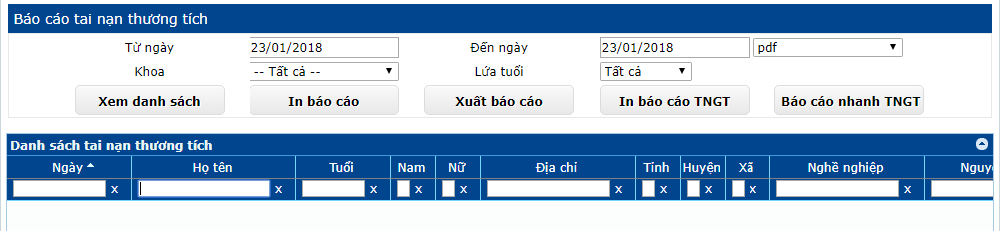 Báo cáo tai nạn thương tích
Từ ngày 23/01/2018 Đến ngày 23/01/2018 pdf
Khoa -- Tất cả -- Lứa tuổi Tất cả
Xem danh sách In báo cáo Xuất báo cáo In báo cáo TNGT Báo cáo nhanh TNGT
Danh sách tai nạn thương tích
Ngày Họ tên Tuổi Nam Nữ Địa chỉ Tỉnh Huyện Xã Nghề nghiệp Nguy
x x x x x x x x x x